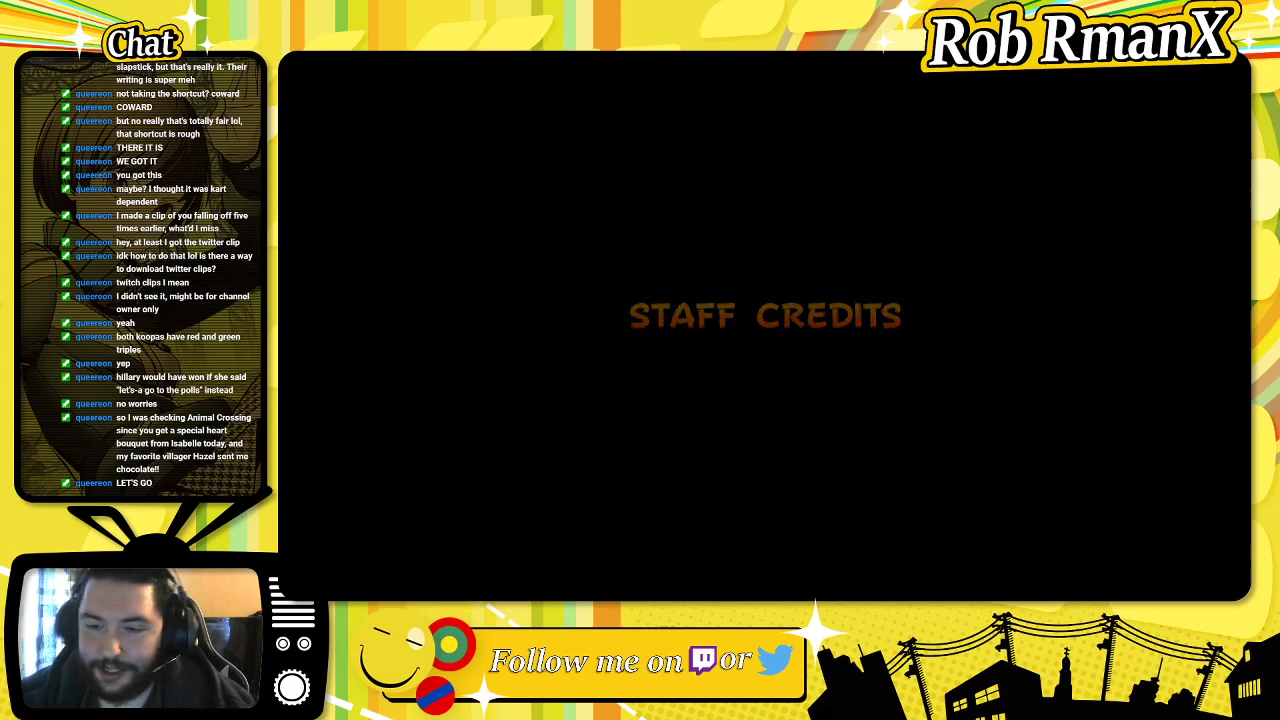 Chat
Rob RmanX
slapstick, but that's really it. Their
writing is super meh
queereon not taking the shortcut? coward
queereon COWARD
queereon but no really that's totally fair lol,
that shortcut is rough
queereon THERE IT IS
queereon WE GOT IT
queereon you got this
queereon maybe? I thought it was kart
dependent
queereon I made a clip of you falling off five
times earlier, what'd I miss
queereon hey, at least I got the twitter clip
queereon idk how to do that lol is there a way
to download twitter clips?
queereon twitch clips I mean
queereon I didn't see it, might be for channel
owner only
queereon yeah
queereon both koopas have red and green
triples
queereon yep
queereon hillary would have won if she said
"let's-a go to the polls" instead
queereon no worries
queereon so I was checking Animal Crossing
since you get a special heart
bouquet from Isabelle today, and
my favorite villager Hazel sent me
chocolate!!
queereon LET'S GO
STAFF CREDITS
Follow me on or